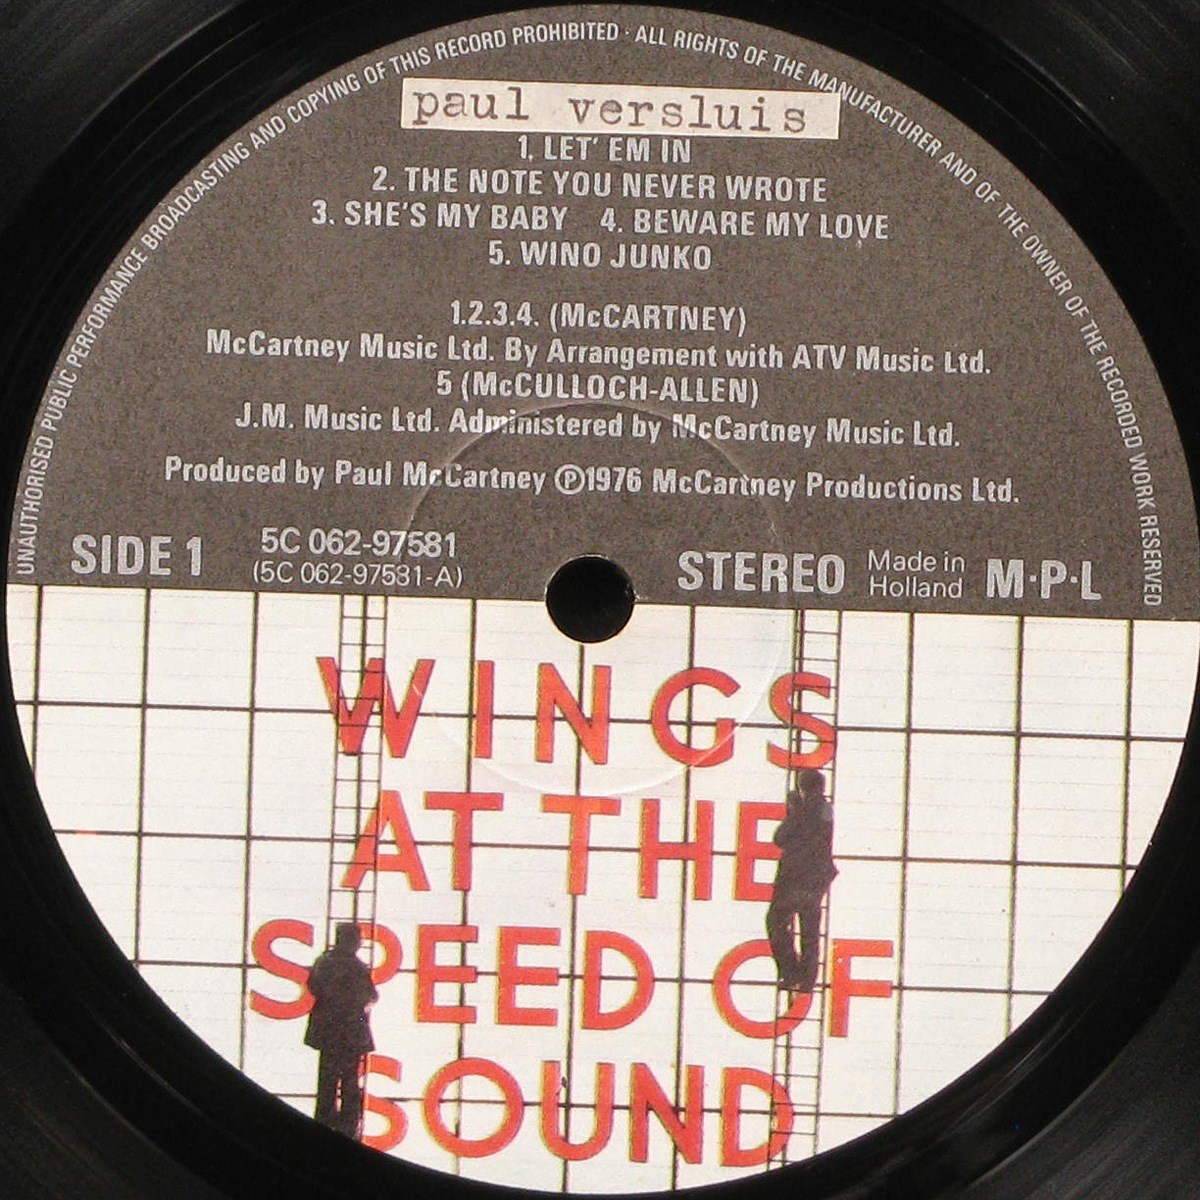 UNAUTHORISED PUBLIC PERFORMANCE BROADCASTING AND COPYING OF THIS RECORD PROHIBITED · ALL RIGHTS OF THE MANUFACTURER AND OF THE OWNER OF THE RECORDED WORK RESERVED
paul versluis
1. LET' EM IN
2. THE NOTE YOU NEVER WROTE
3. SHE'S MY BABY 4. BEWARE MY LOVE
5. WINO JUNKO
1.2.3.4. (McCARTNEY)
McCartney Music Ltd. By Arrangement with ATV Music Ltd.
5 (McCULLOCH-ALLEN)
J.M. Music Ltd. Administered by McCartney Music Ltd.
Produced by Paul McCartney ℗1976 McCartney Productions Ltd.
SIDE 1
5C 062-97581
(5C 062-97581-A)
STEREO
Made in
Holland
M·P·L
WINGS
AT THE
SPEED OF
SOUND